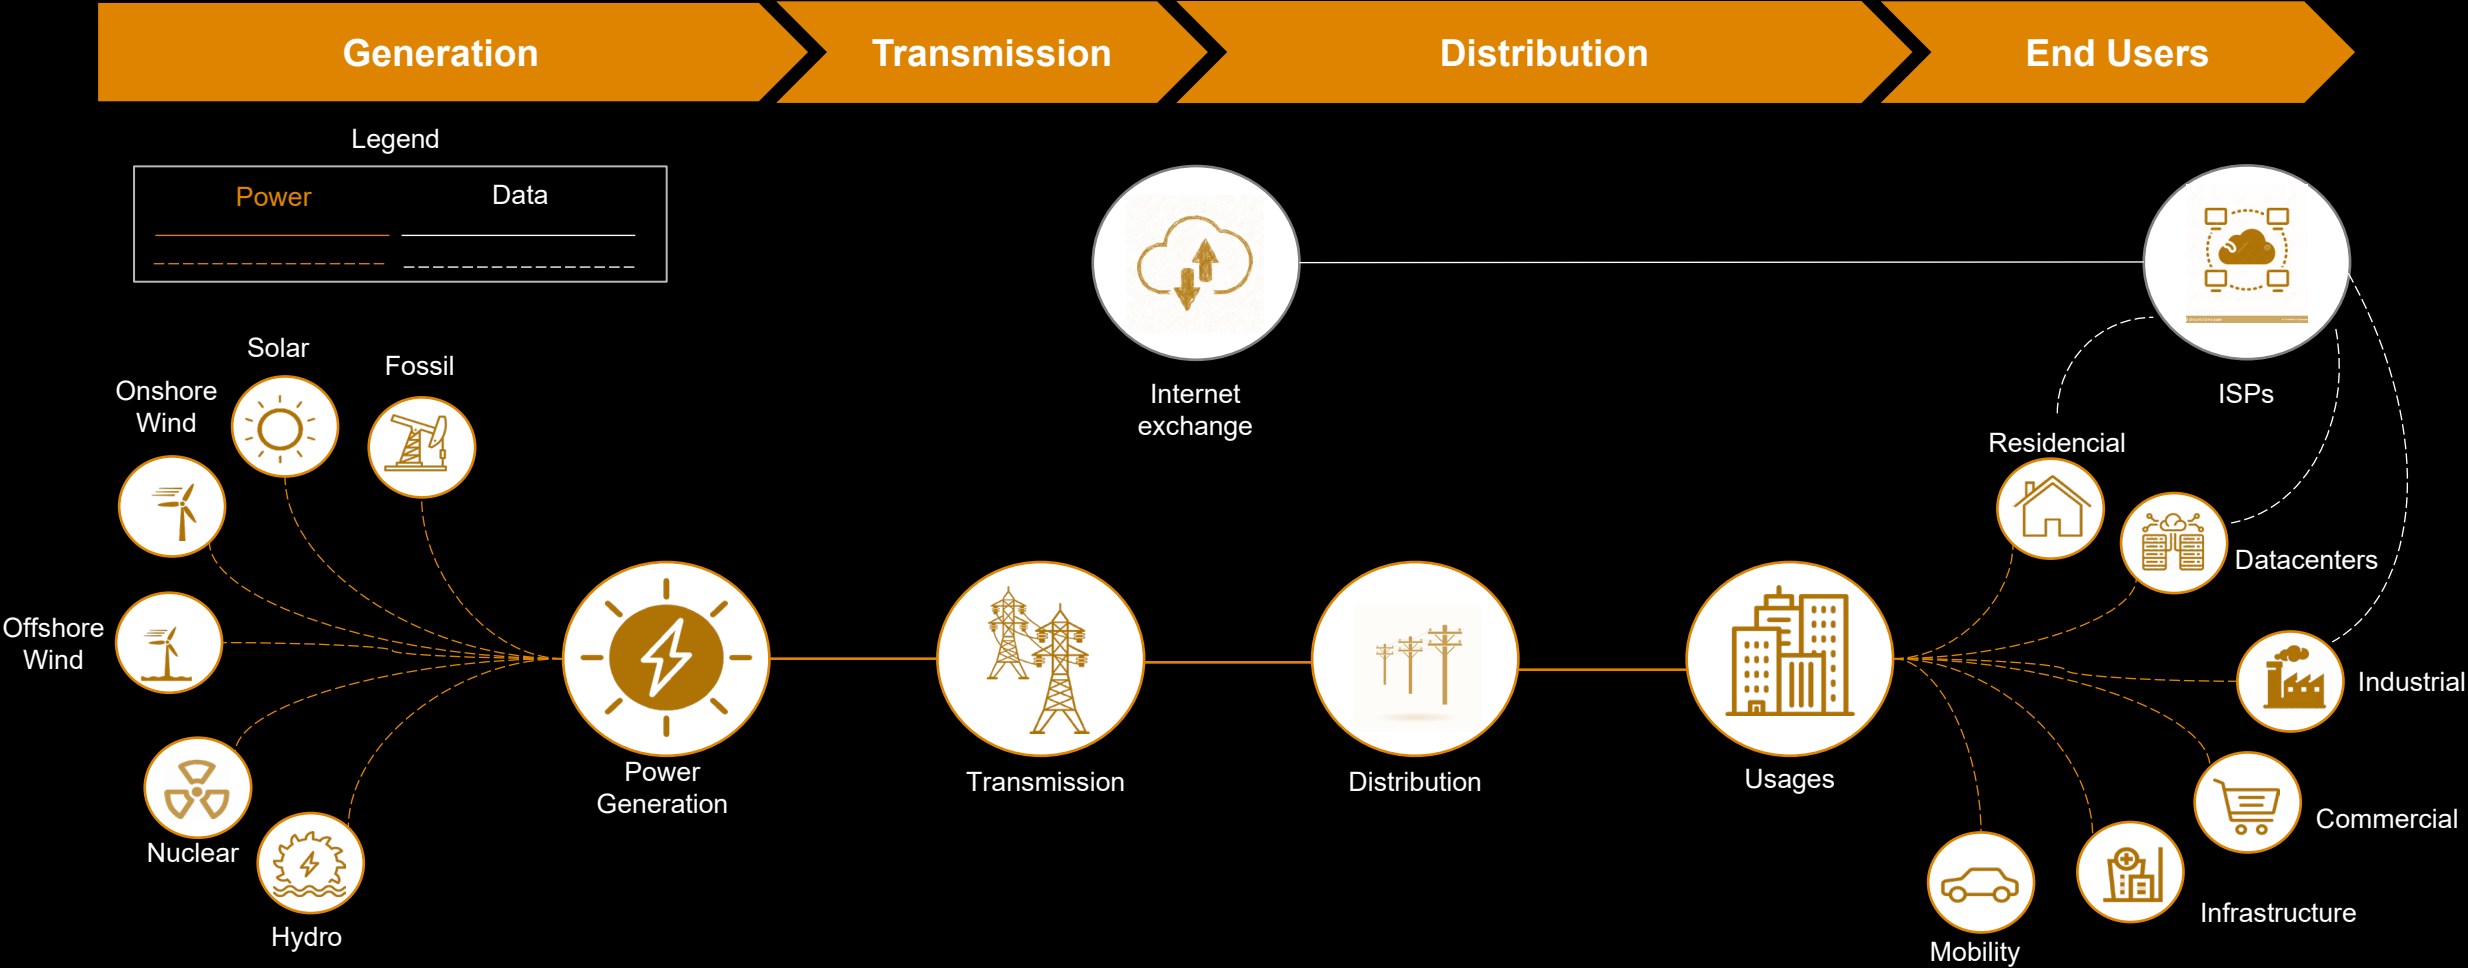 Generation
Transmission
Distribution
End Users
Legend
Power
Data
Solar
Fossil
Onshore
Wind
Offshore
Wind
Nuclear
Hydro
Power
Generation
Transmission
Distribution
Usages
Internet
exchange
ISPs
Residencial
Datacenters
Industrial
Commercial
Infrastructure
Mobility